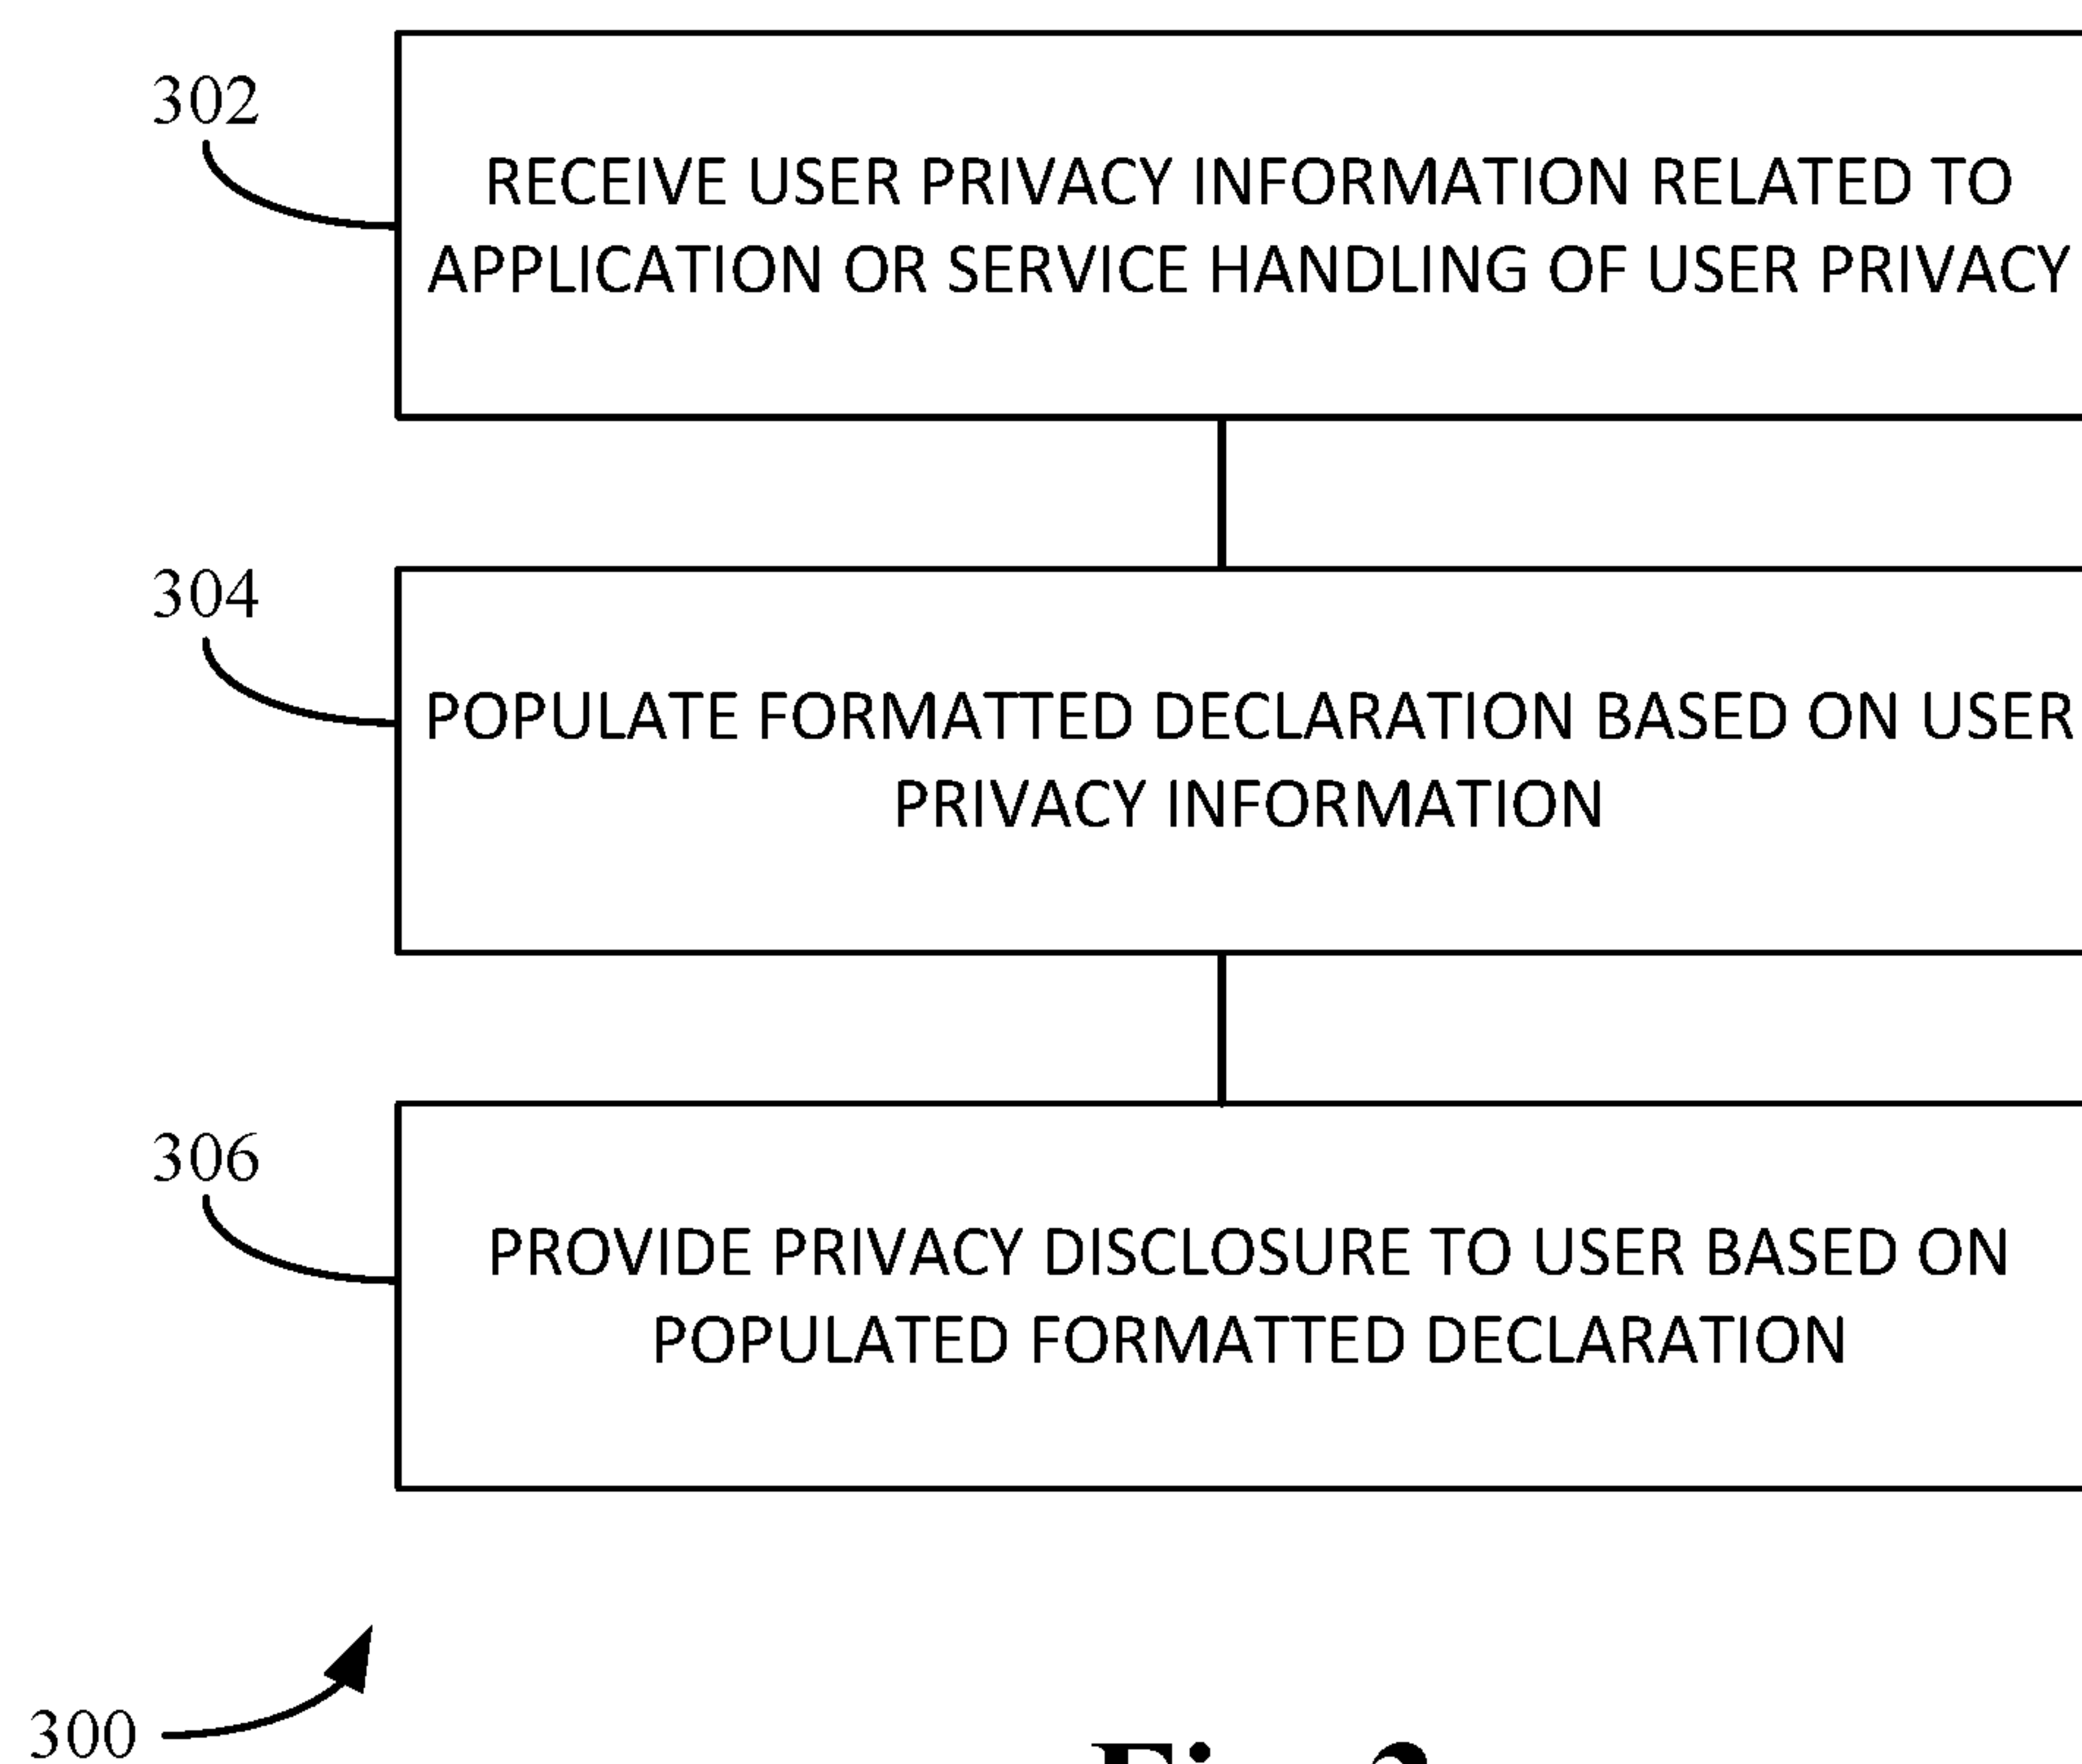 302
RECEIVE USER PRIVACY INFORMATION RELATED TO
APPLICATION OR SERVICE HANDLING OF USER PRIVACY
304
POPULATE FORMATTED DECLARATION BASED ON USER
PRIVACY INFORMATION
306
PROVIDE PRIVACY DISCLOSURE TO USER BASED ON
POPULATED FORMATTED DECLARATION
300